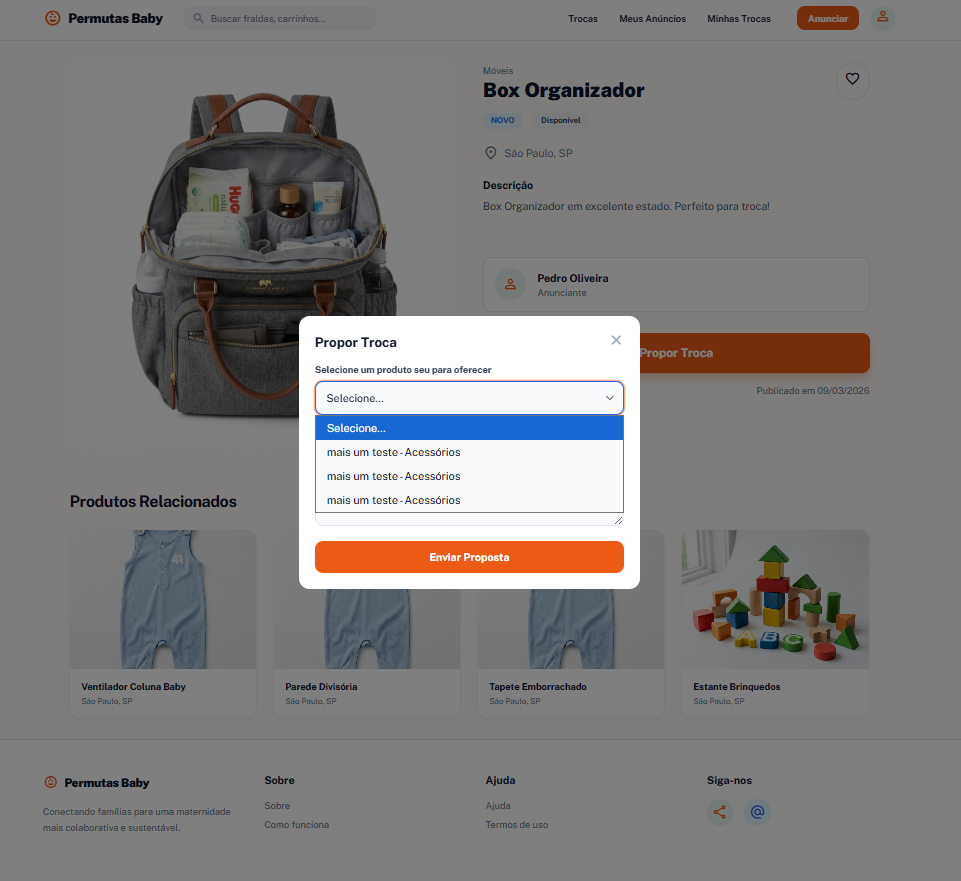 Permutas Baby
Buscar fraldas, carrinhos...
Trocas
Meus Anúncios
Minhas Trocas
Anunciar
Móveis
Box Organizador
NOVO
Disponível
São Paulo, SP
Descrição
Box Organizador em excelente estado. Perfeito para troca!
Pedro Oliveira
Anunciante
Propor Troca
Publicado em 09/03/2026
Propor Troca
Selecione um produto seu para oferecer
Selecione...
Selecione...
mais um teste - Acessórios
mais um teste - Acessórios
mais um teste - Acessórios
Enviar Proposta
Produtos Relacionados
Ventilador Coluna Baby
São Paulo, SP
Parede Divisória
São Paulo, SP
Tapete Emborrachado
São Paulo, SP
A B C
Estante Brinquedos
São Paulo, SP
Permutas Baby
Conectando famílias para uma maternidade
mais colaborativa e sustentável.
Sobre
Sobre
Como funciona
Ajuda
Ajuda
Termos de uso
Siga-nos